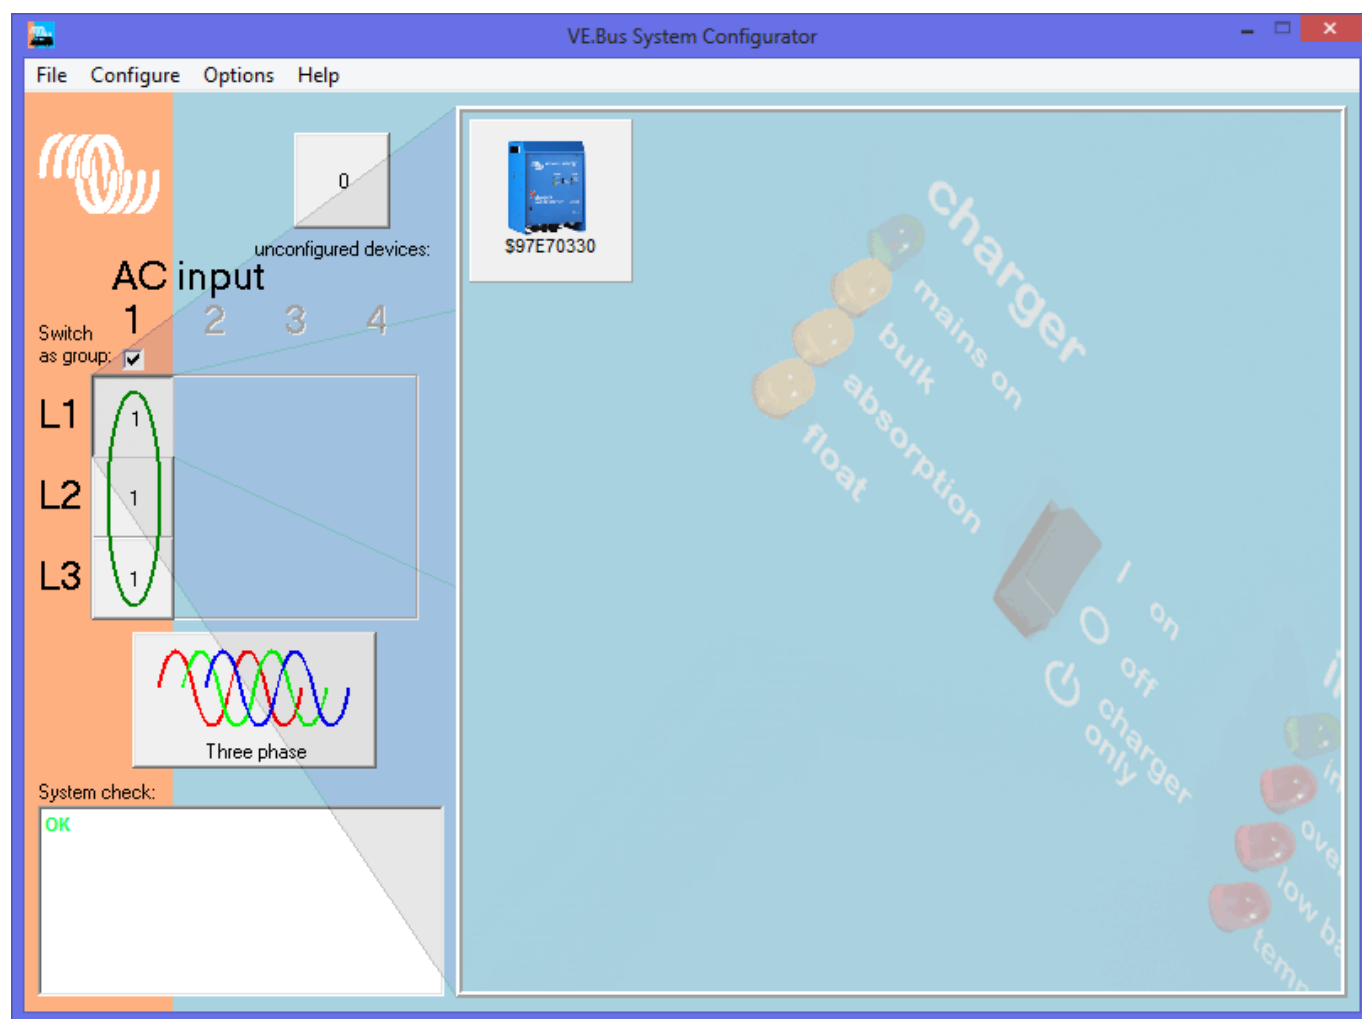 VE.Bus System Configurator
File Configure Options Help
0
unconfigured devices:
AC input
1 2 3 4
Switch
as group:
L1 1
L2 1
L3 1
Three phase
System check:
OK
$97E70330
charger
mains on
bulk
absorption
float
I on
O off
charger
only
low
temp